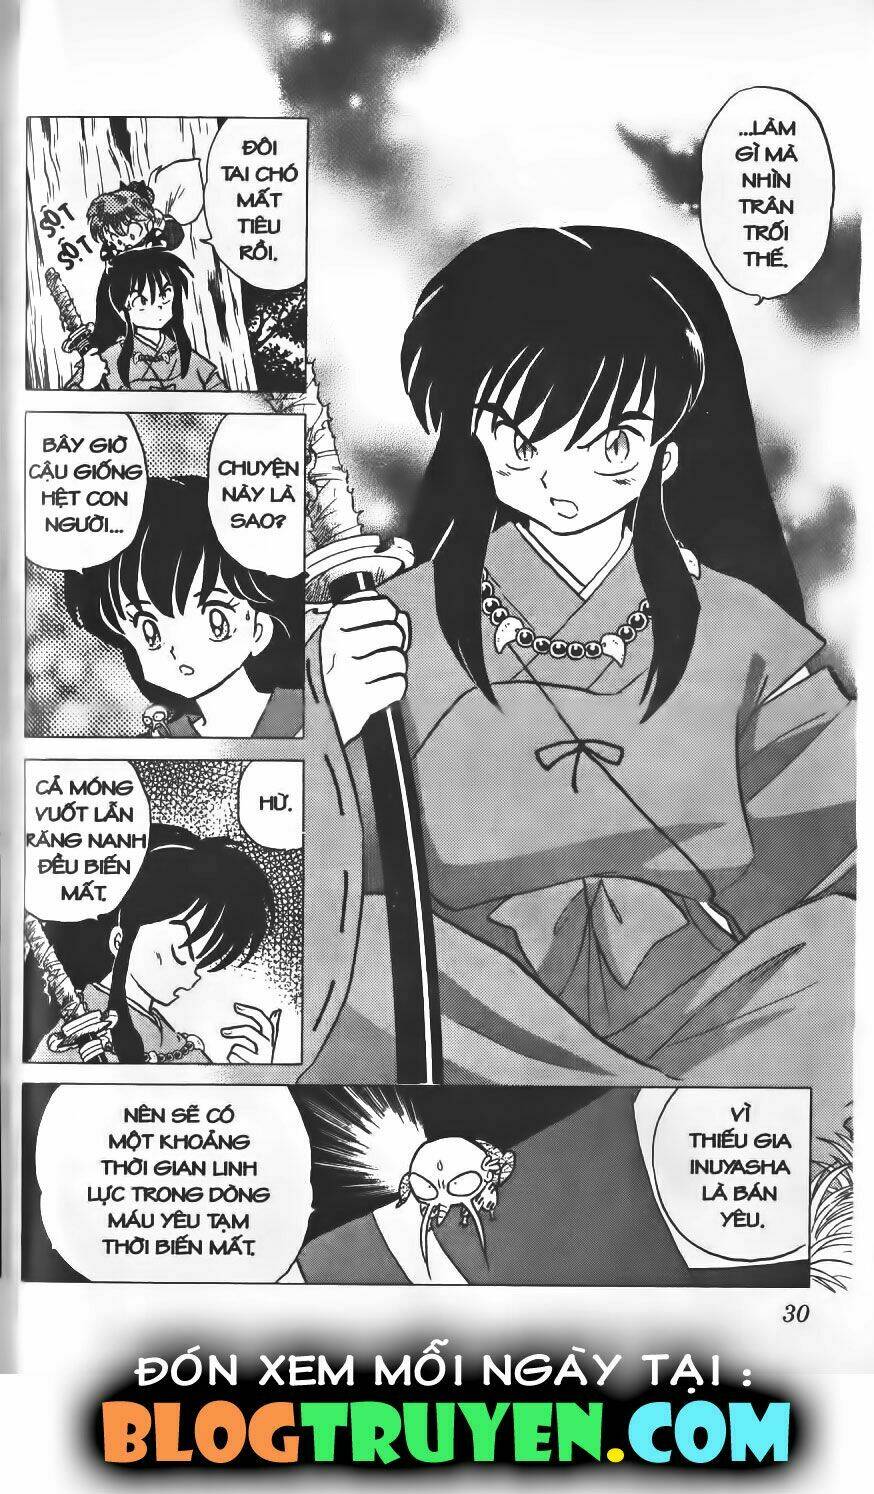 ...LÀM
GÌ MÀ
NHÌN
TRÂN
TRỐI
THẾ.
ĐÔI
TAI CHÓ
MẤT
TIÊU
RỒI.
SỘT
SỘT
CHUYỆN
NÀY LÀ
SAO?
BÂY GIỜ
CẬU GIỐNG
HỆT CON
NGƯỜI...
HỪ.
CẢ MÓNG
VUỐT LẪN
RĂNG NANH
ĐỀU BIẾN
MẤT.
VÌ
THIẾU GIA
INUYASHA
LÀ BÁN
YÊU.
NÊN SẼ CÓ
MỘT KHOẢNG
THỜI GIAN LINH
LỰC TRONG DÒNG
MÁU YÊU TẠM
THỜI BIẾN MẤT.
30
ĐÓN XEM MỖI NGÀY TẠI :
BLOGTRUYEN.COM